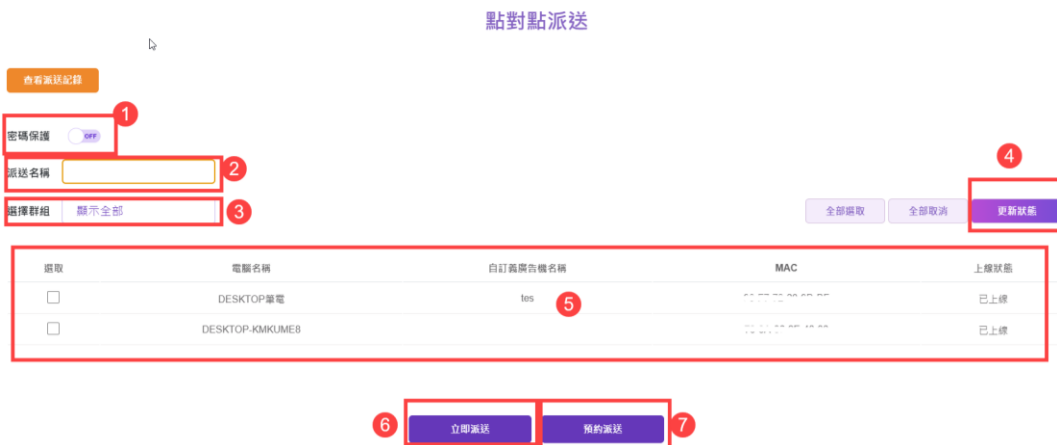 點對點派送
查看派送記錄
1
密碼保護 OFF
4
派送名稱 2
選擇群組 顯示全部 3 全部選取 全部取消 更新狀態
選取 電腦名稱 自訂義廣告機名稱 MAC 上線狀態
DESKTOP筆電 tes 已上線
5
DESKTOP-KMKUME8 已上線
6 立即派送 預約派送 7